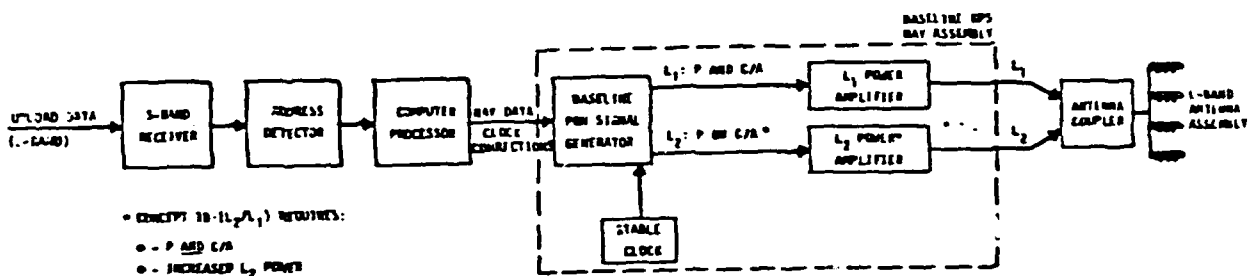 BASELINE GPS
NAV ASSEMBLY
UPLOAD DATA
(S-BAND)
S-BAND
RECEIVER
ADDRESS
DETECTOR
COMPUTER
PROCESSOR
NAV DATA
CLOCK
CORRECTIONS
BASELINE
PRN SIGNAL
GENERATOR
L₁: P AND C/A
L₂: P OR C/A*
L₁ POWER
AMPLIFIER
L₂ POWER*
AMPLIFIER
L₁
L₂
ANTENNA
COUPLER
L-BAND
ANTENNA
ASSEMBLY
STABLE
CLOCK
* CONCEPT (L₂/L₁) REQUIRES:
● - P AND C/A
● - INCREASED L₂ POWER